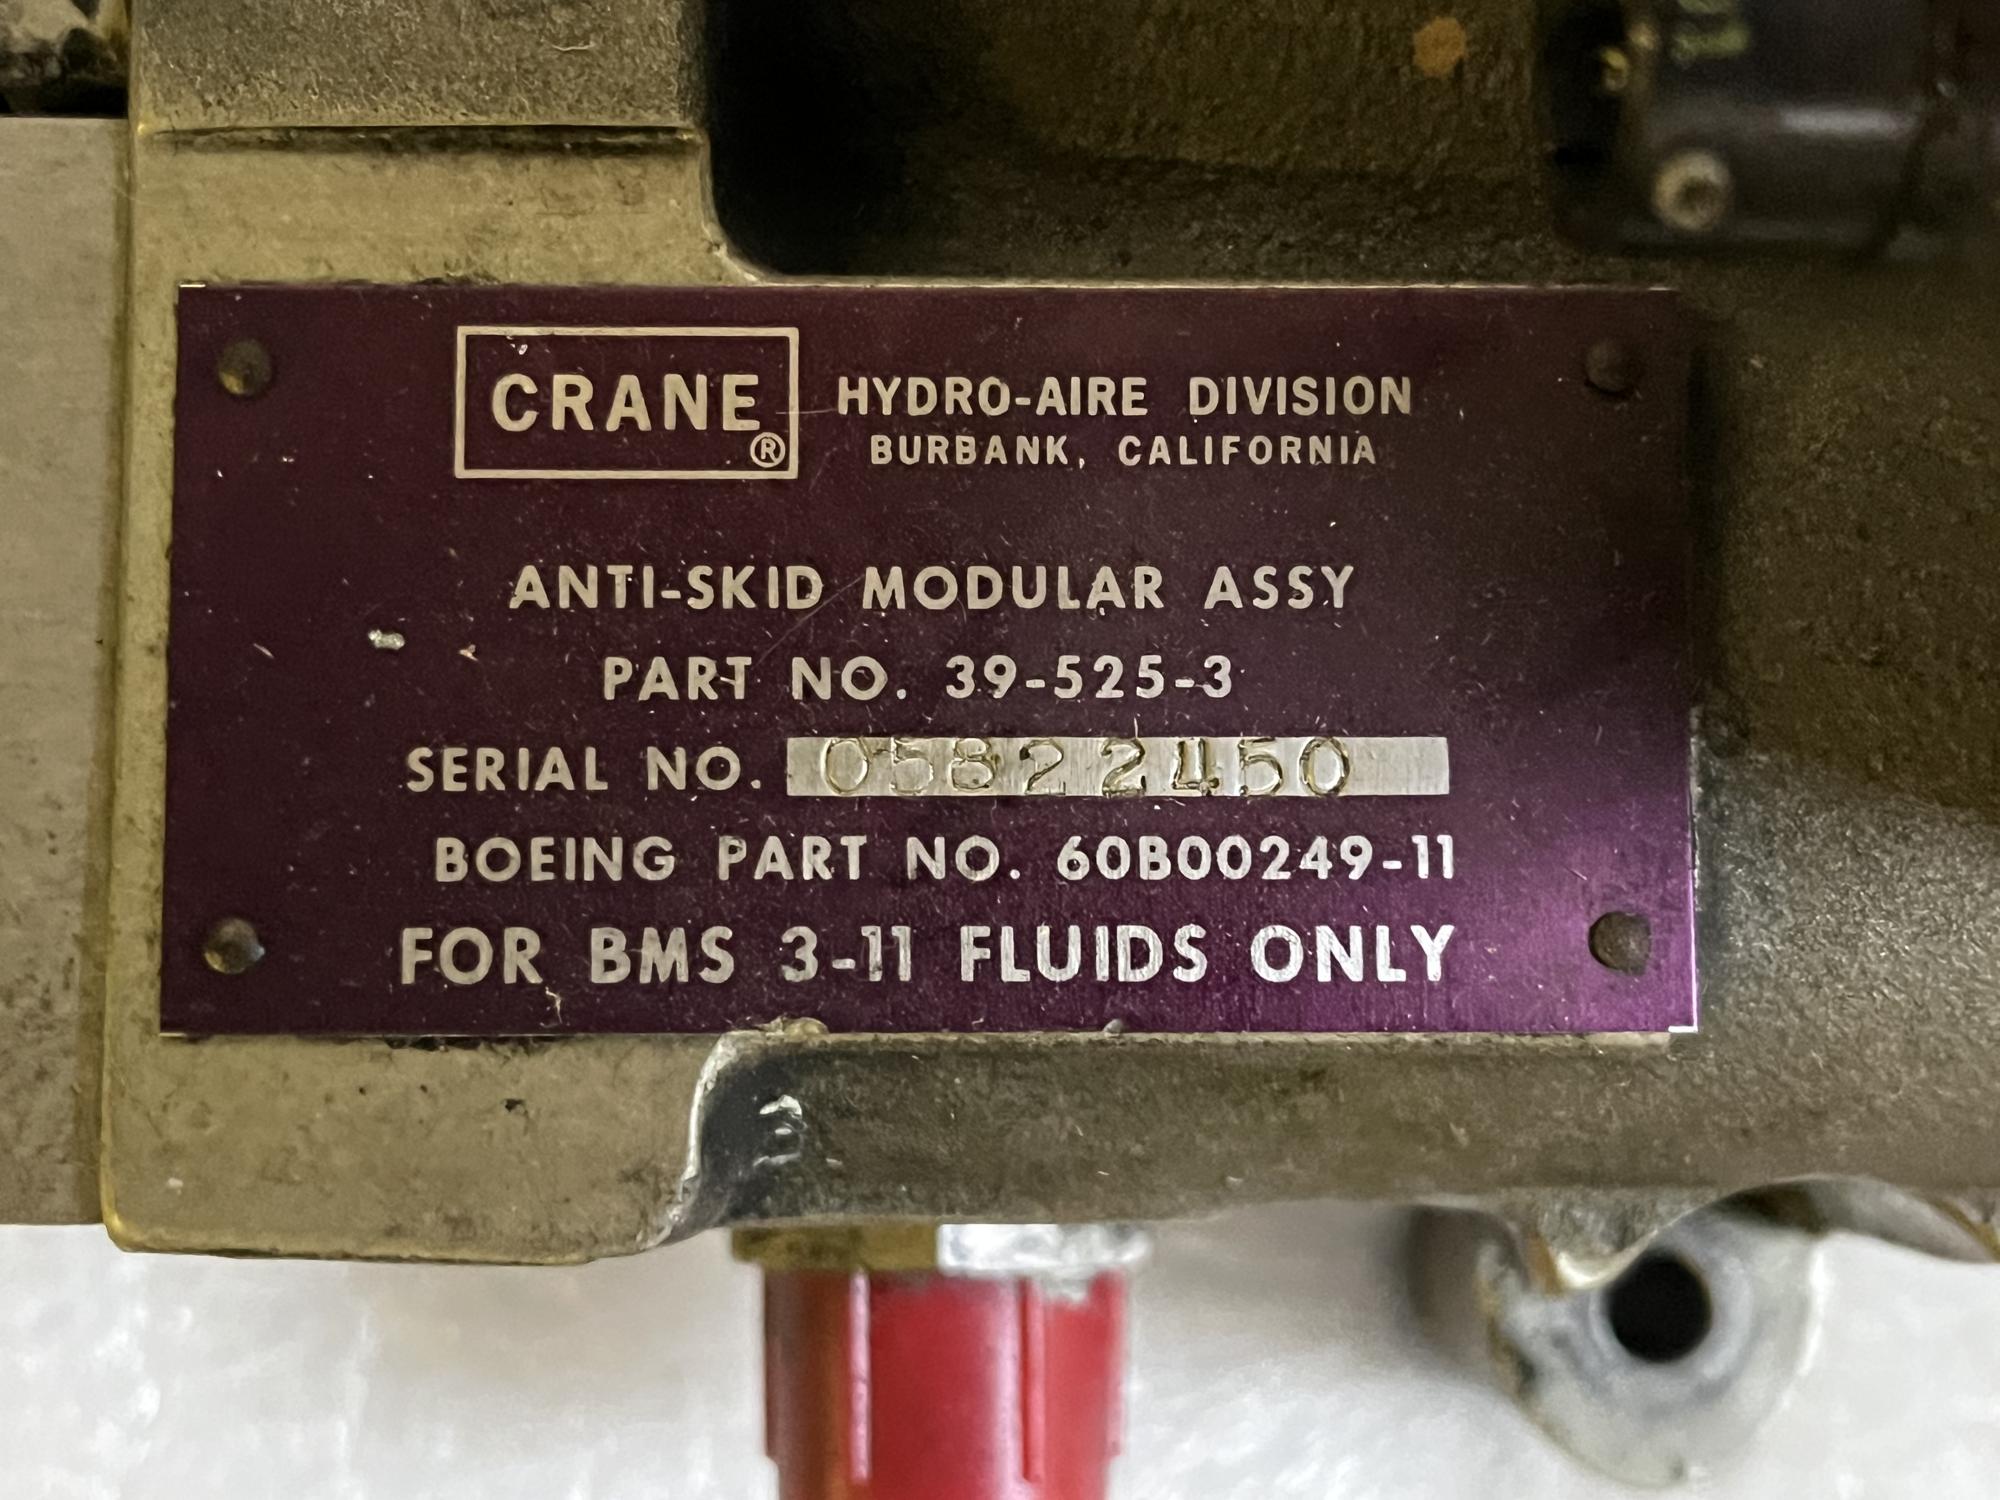 CRANE® HYDRO-AIRE DIVISION
BURBANK, CALIFORNIA
ANTI-SKID MODULAR ASSY
PART NO. 39-525-3
SERIAL NO. 05822450
BOEING PART NO. 60B00249-11
FOR BMS 3-11 FLUIDS ONLY